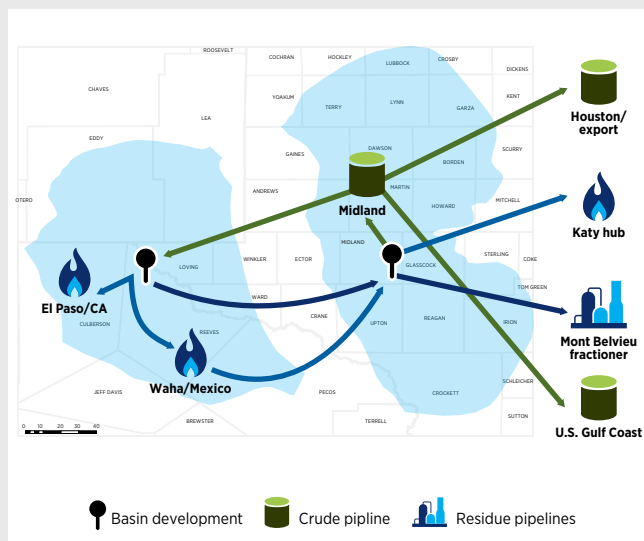 ROOSEVELT
COCHRAN
HOCKLEY
LUBBOCK
CROSBY
DICKENS
CHAVES
LEA
YOAKUM
TERRY
LYNN
GARZA
KENT
Houston/
export
EDDY
GAINES
DAWSON
BORDEN
SCURRY
OTERO
ANDREWS
MARTIN
HOWARD
MITCHELL
Midland
Katy hub
LOVING
WINKLER
ECTOR
MIDLAND
GLASSCOCK
STERLING
COKE
TOM GREEN
El Paso/CA
CULBERSON
WARD
CRANE
UPTON
REAGAN
IRION
REEVES
Mont Belvieu
fractioner
Waha/Mexico
JEFF DAVIS
PECOS
CROCKETT
SCHLEICHER
BREWSTER
TERRELL
SUTTON
U.S. Gulf Coast
0 10 20 30 40
Basin development
Crude pipline
Residue pipelines